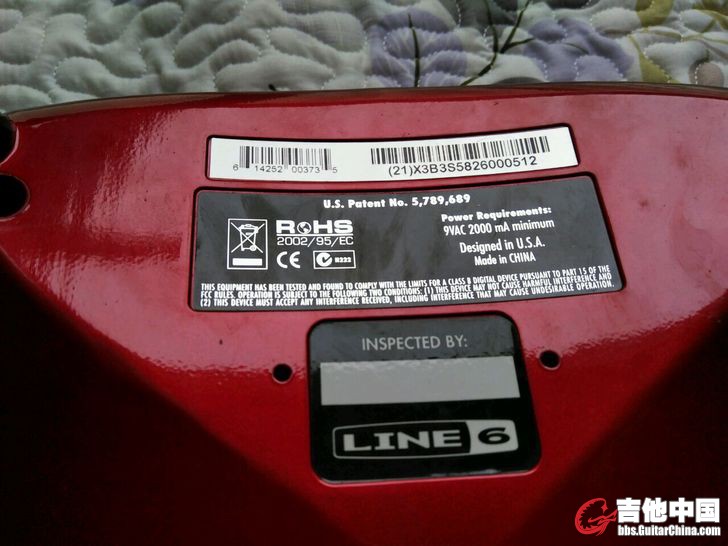 6 14252 00373 5
(21)X3B3S5826000512
U.S. Patent No. 5,789,689
RoHS
2002/95/EC
CE
N222
Power Requirements:
9VAC 2000 mA minimum
Designed in U.S.A.
Made in CHINA
THIS EQUIPMENT HAS BEEN TESTED AND FOUND TO COMPLY WITH THE LIMITS FOR A CLASS B DIGITAL DEVICE PURSUANT TO PART 15 OF THE
FCC RULES. OPERATION IS SUBJECT TO THE FOLLOWING TWO CONDITIONS: (1) THIS DEVICE MAY NOT CAUSE HARMFUL INTERFERENCE AND
(2) THIS DEVICE MUST ACCEPT ANY INTERFERENCE RECEIVED, INCLUDING INTERFERENCE THAT MAY CAUSE UNDESIRABLE OPERATION.
INSPECTED BY:
LINE 6
吉他中国
bbs.GuitarChina.com